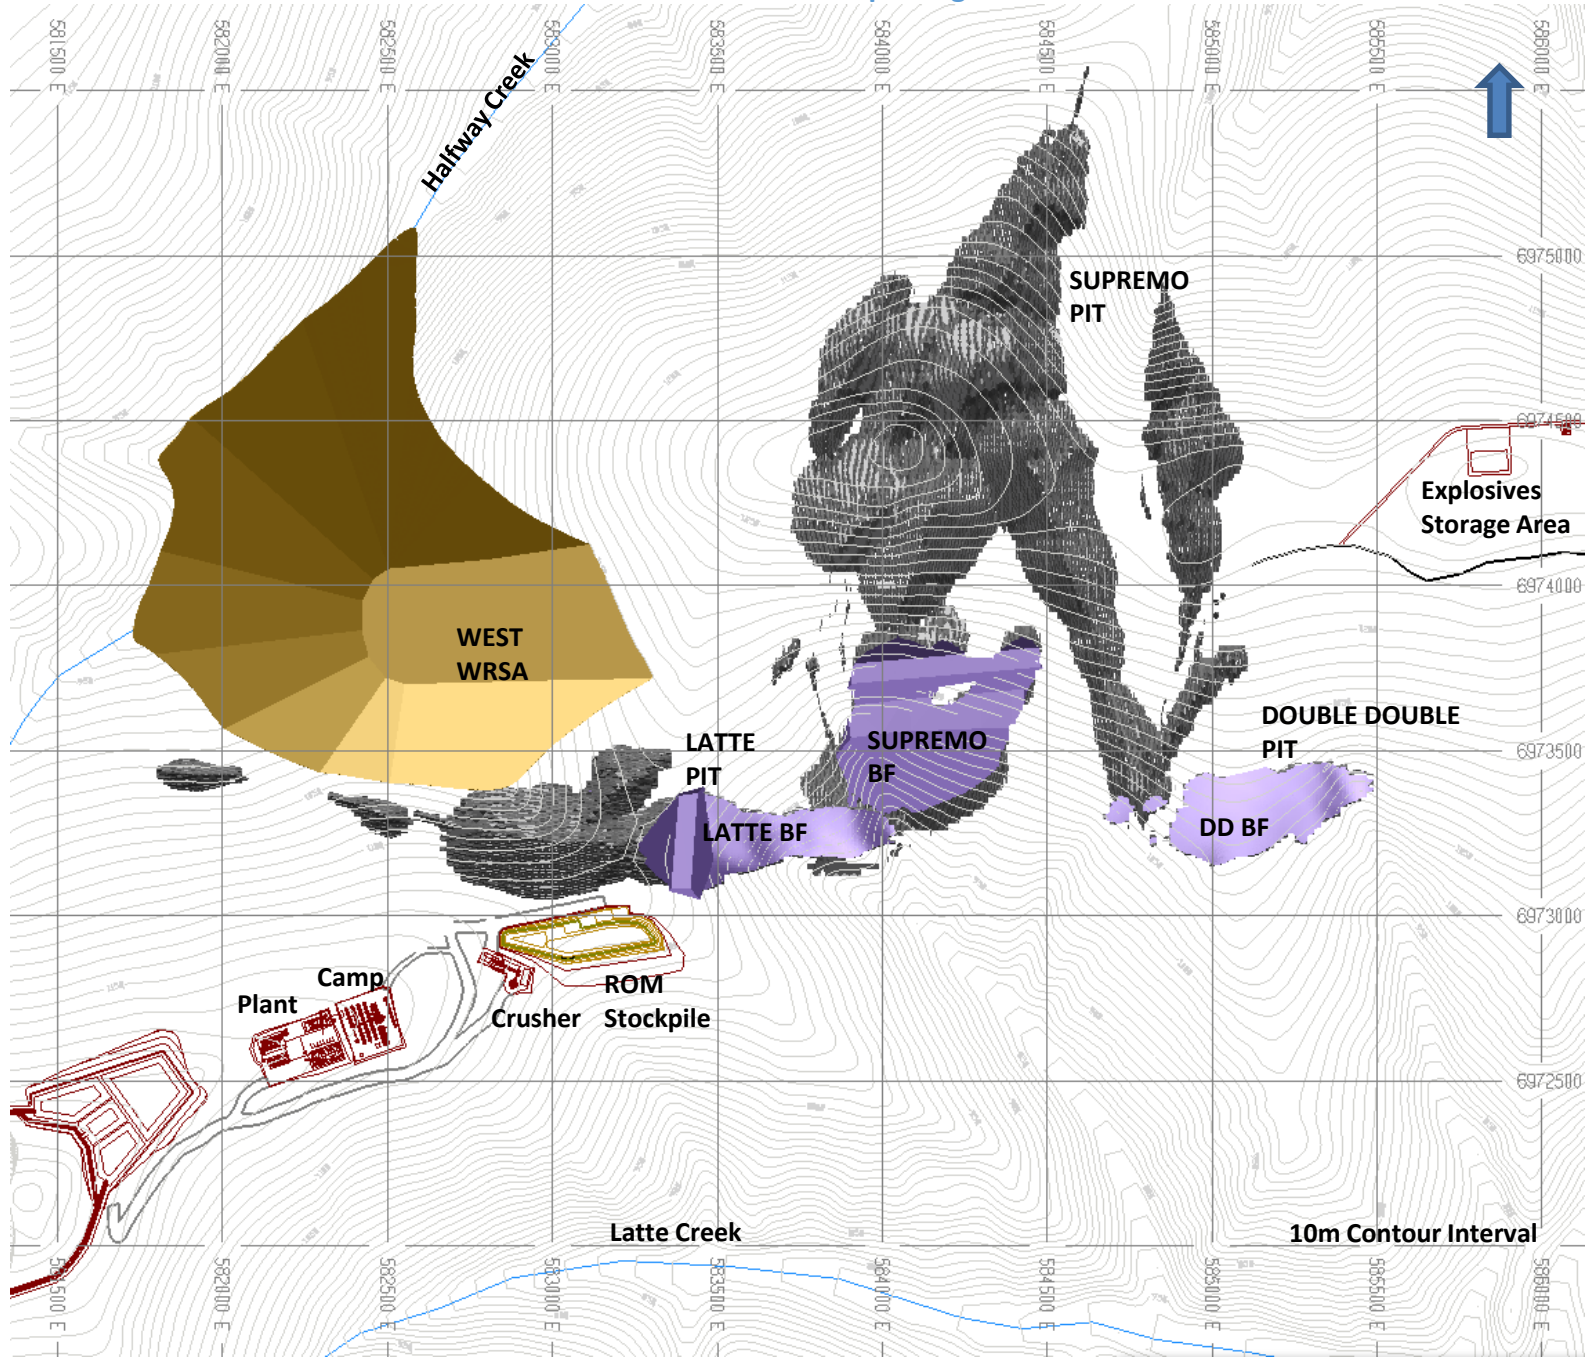 581500 E
582000 E
582500 E
583000 E
583500 E
584000 E
584500 E
585000 E
585500 E
586000 E
Halfway Creek
6975000
SUPREMO
PIT
6974500
Explosives
Storage Area
6974000
WEST
WRSA
DOUBLE DOUBLE
PIT
LATTE
PIT
SUPREMO
BF
6973500
LATTE BF
DD BF
6973000
Camp
Plant
ROM
Stockpile
Crusher
6972500
Latte Creek
10m Contour Interval
581500 E
582000 E
582500 E
583000 E
583500 E
584000 E
584500 E
585000 E
585500 E
586000 E